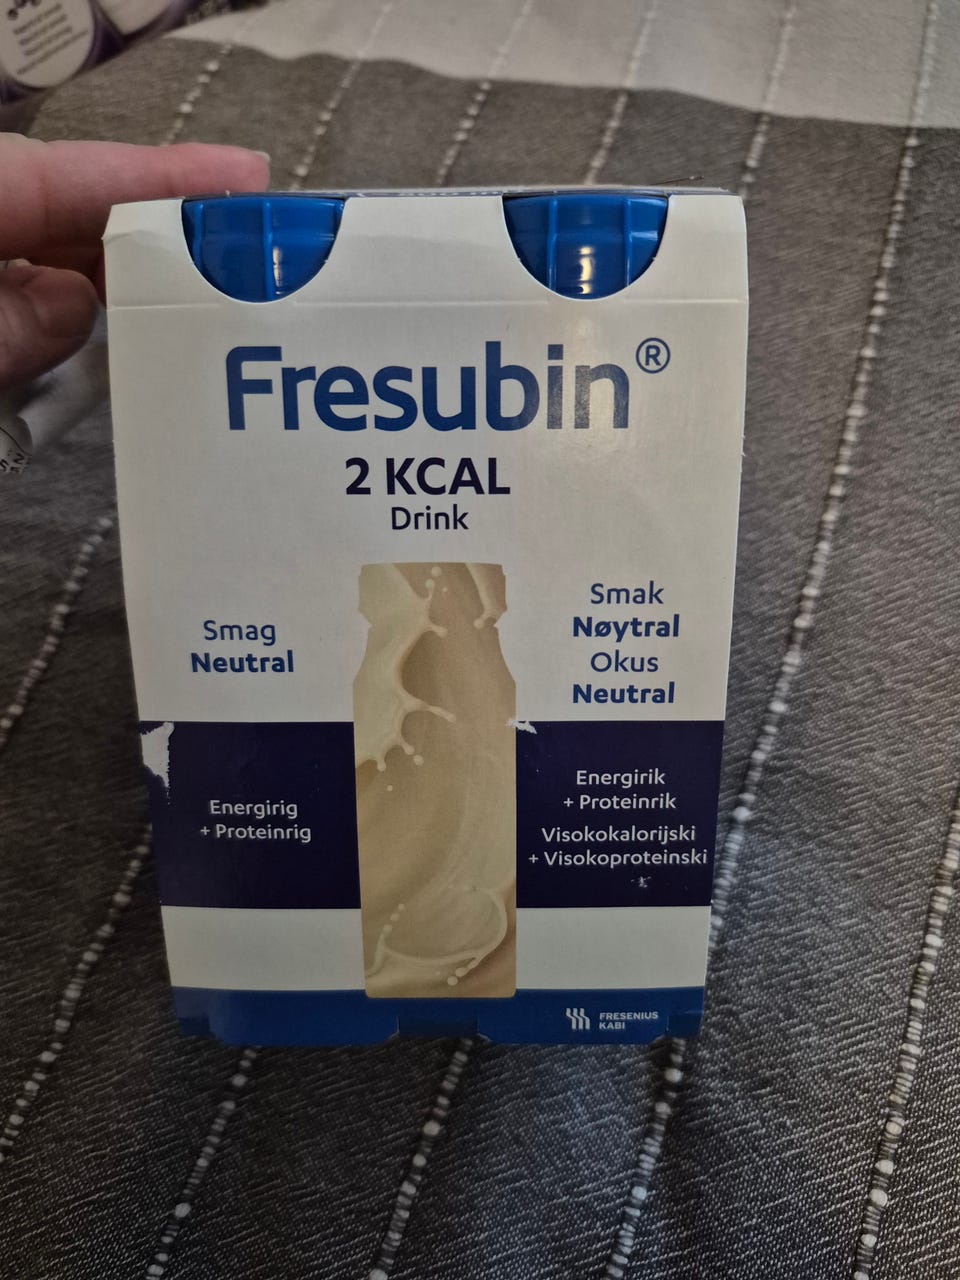 Fresubin®
2 KCAL
Drink
Smag
Neutral
Smak
Nøytral
Okus
Neutral
Energirig
+ Proteinrig
Energirik
+ Proteinrik
Visokokalorijski
+ Visokoproteinski
FRESENIUS
KABI